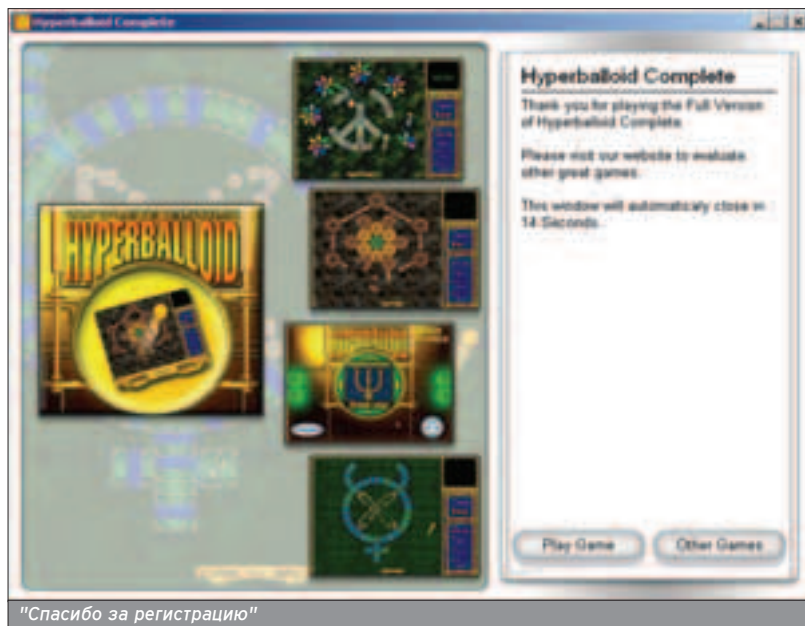 Hyperballoid Complete
HYPERBALLOID
Hyperballoid Complete
Thank you for playing the Full Version
of Hyperballoid Complete.
Please visit our website to evaluate
other great games.
This window will automaticaly close in
14 Seconds.
Play Game
Other Games
"Спасибо за регистрацию"